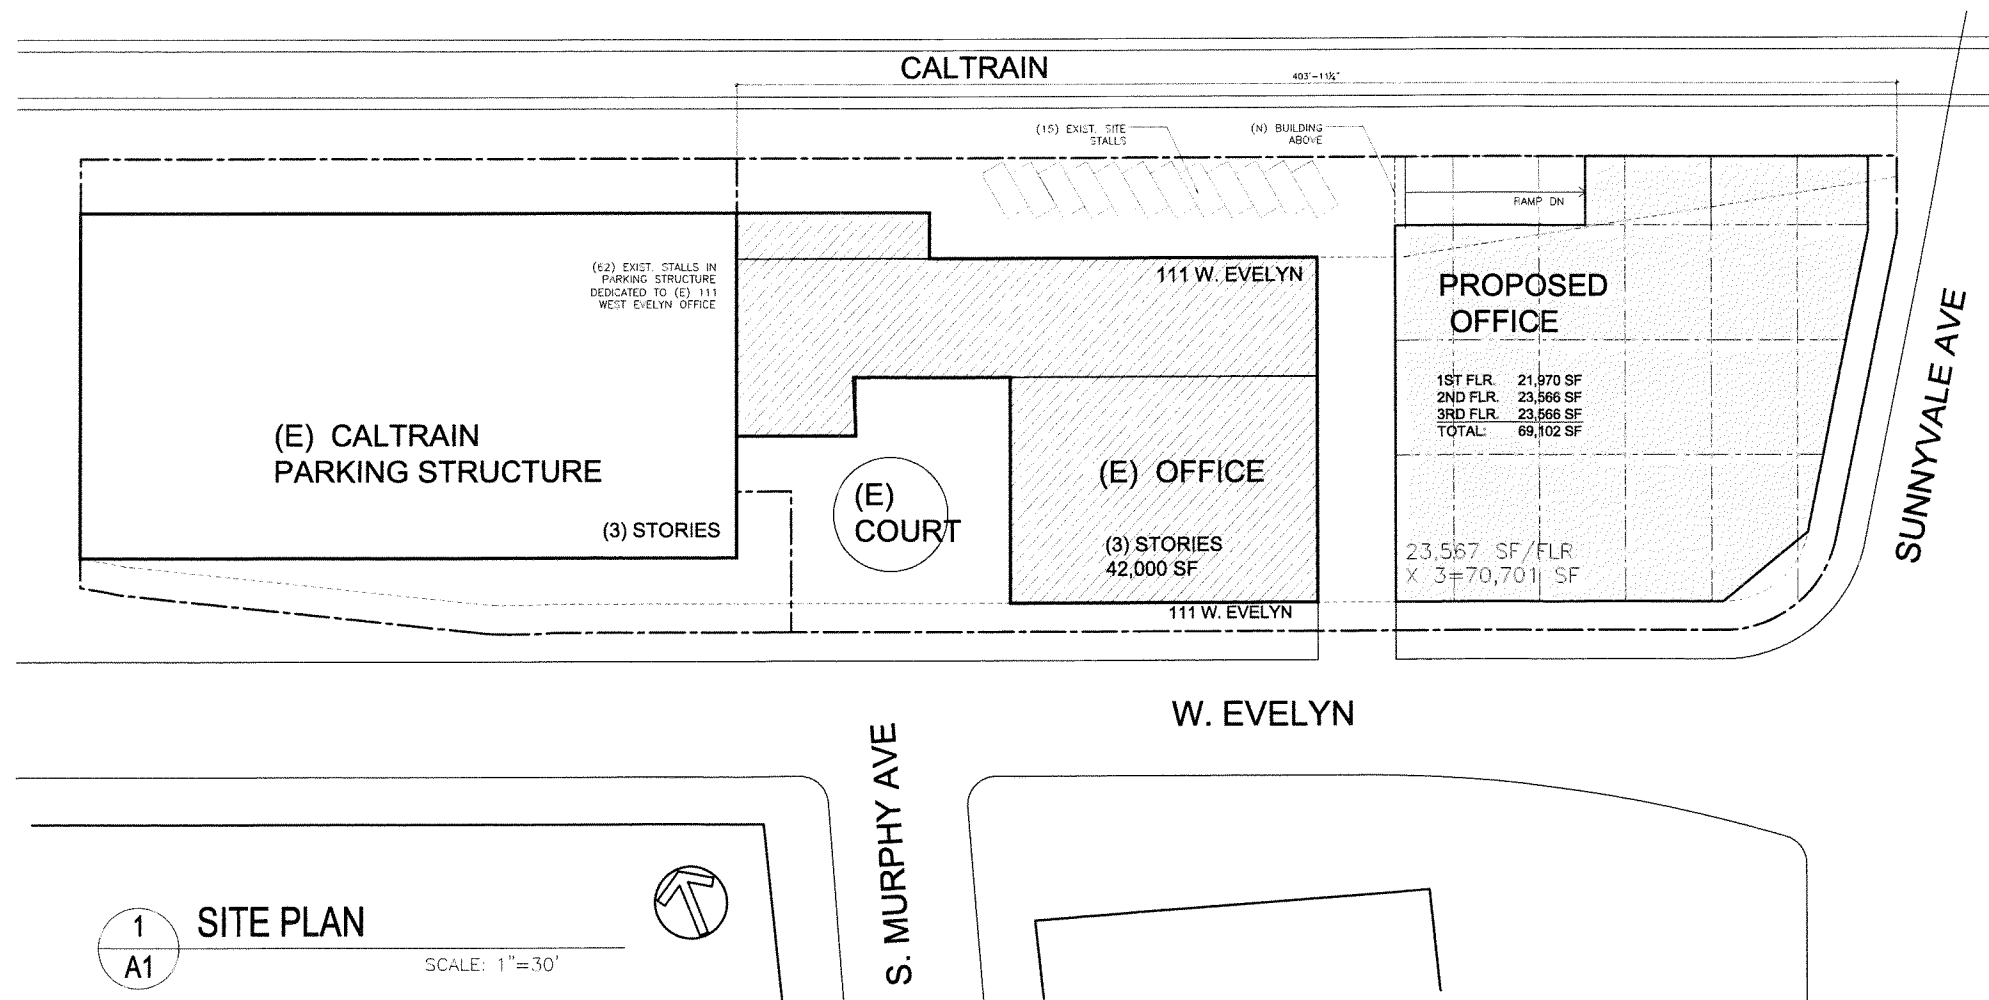 CALTRAIN
403'-11¼"
(15) EXIST. SITE
STALLS
(N) BUILDING
ABOVE
RAMP DN
(62) EXIST. STALLS IN
PARKING STRUCTURE
DEDICATED TO (E) 111
WEST EVELYN OFFICE
111 W. EVELYN
PROPOSED
OFFICE
1ST FLR. 21,970 SF
2ND FLR. 23,566 SF
3RD FLR. 23,566 SF
TOTAL: 69,102 SF
SUNNYVALE AVE
(E) CALTRAIN
PARKING STRUCTURE
(3) STORIES
(E)
COURT
(E) OFFICE
(3) STORIES
42,000 SF
23,567 SF/FLR
X 3=70,701 SF
111 W. EVELYN
W. EVELYN
S. MURPHY AVE
1
A1
SITE PLAN
SCALE: 1"=30'